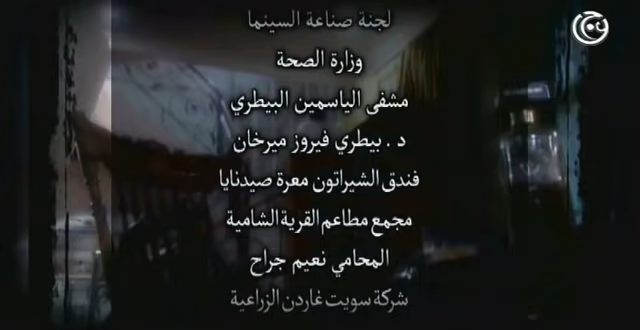 لجنة صناعة السينما
وزارة الصحة
مشفى الياسمين البيطري
د . بيطري فيروز ميرخان
فندق الشيراتون معرة صيدنايا
مجمع مطاعم القرية الشامية
المحامي نعيم جراح
شركة سويت غاردن الزراعية